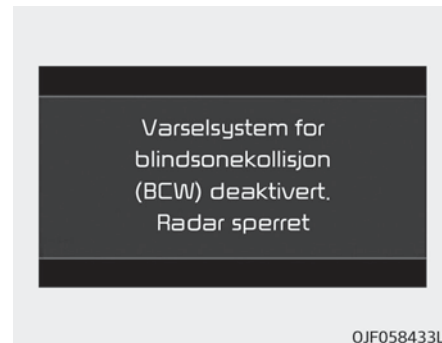 Varselsystem for
blindsonekollisjon
(BCW) deaktivert.
Radar sperret
OJF058433L